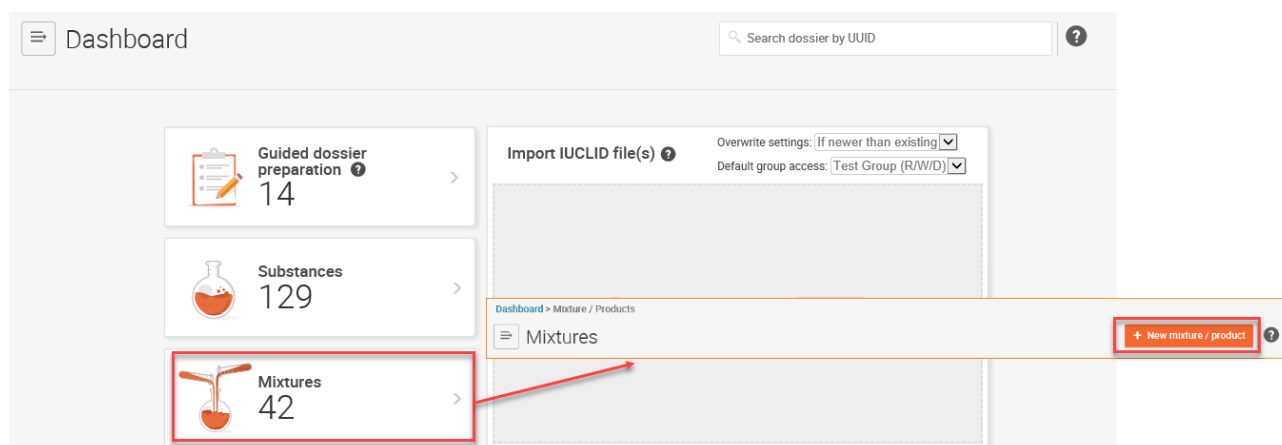 Dashboard
Search dossier by UUID
Guided dossier
preparation
14
Import IUCLID file(s)
Overwrite settings: If newer than existing
Default group access: Test Group (R/W/D)
Substances
129
Dashboard > Mixture / Products
Mixtures
+ New mixture / product
Mixtures
42